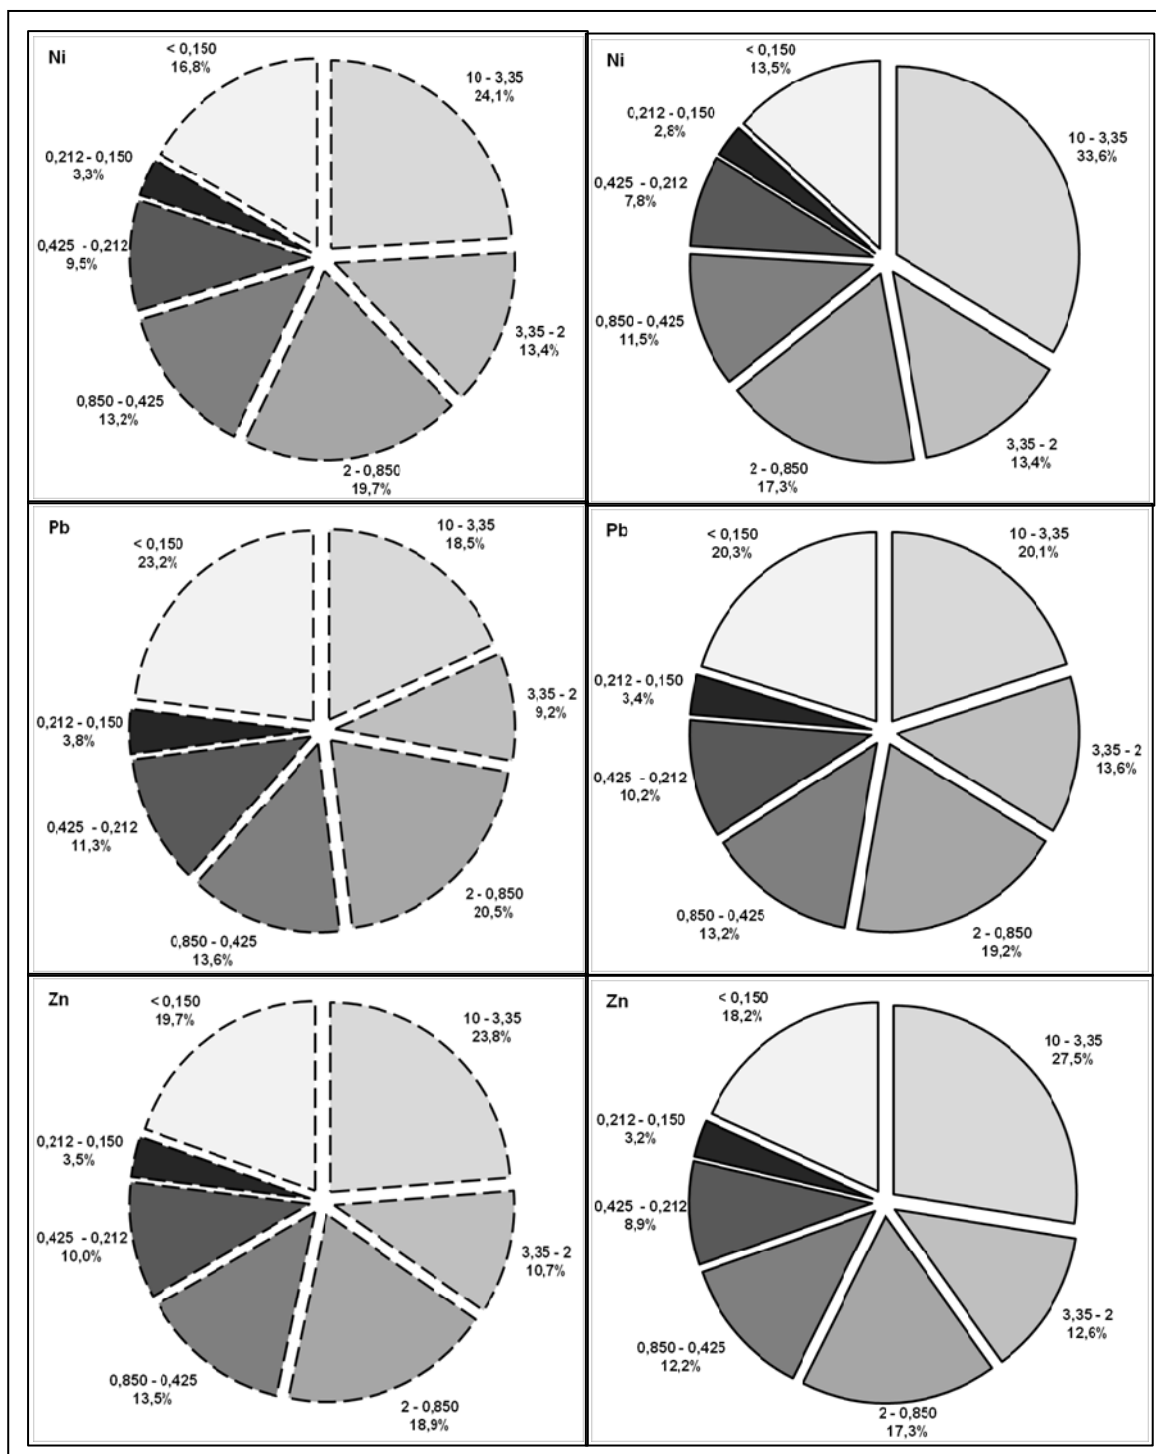 Ni
< 0,150
16,8%
10 - 3,35
24,1%
0,212 - 0,150
3,3%
0,425 - 0,212
9,5%
3,35 - 2
13,4%
0,850 - 0,425
13,2%
2 - 0,850
19,7%
Ni
< 0,150
13,5%
10 - 3,35
33,6%
0,212 - 0,150
2,8%
0,425 - 0,212
7,8%
0,850 - 0,425
11,5%
3,35 - 2
13,4%
2 - 0,850
17,3%
Pb
< 0,150
23,2%
10 - 3,35
18,5%
3,35 - 2
9,2%
0,212 - 0,150
3,8%
0,425 - 0,212
11,3%
2 - 0,850
20,5%
0,850 - 0,425
13,6%
Pb
< 0,150
20,3%
10 - 3,35
20,1%
0,212 - 0,150
3,4%
3,35 - 2
13,6%
0,425 - 0,212
10,2%
0,850 - 0,425
13,2%
2 - 0,850
19,2%
Zn
< 0,150
19,7%
10 - 3,35
23,8%
0,212 - 0,150
3,5%
0,425 - 0,212
10,0%
3,35 - 2
10,7%
0,850 - 0,425
13,5%
2 - 0,850
18,9%
Zn
< 0,150
18,2%
10 - 3,35
27,5%
0,212 - 0,150
3,2%
0,425 - 0,212
8,9%
3,35 - 2
12,6%
0,850 - 0,425
12,2%
2 - 0,850
17,3%